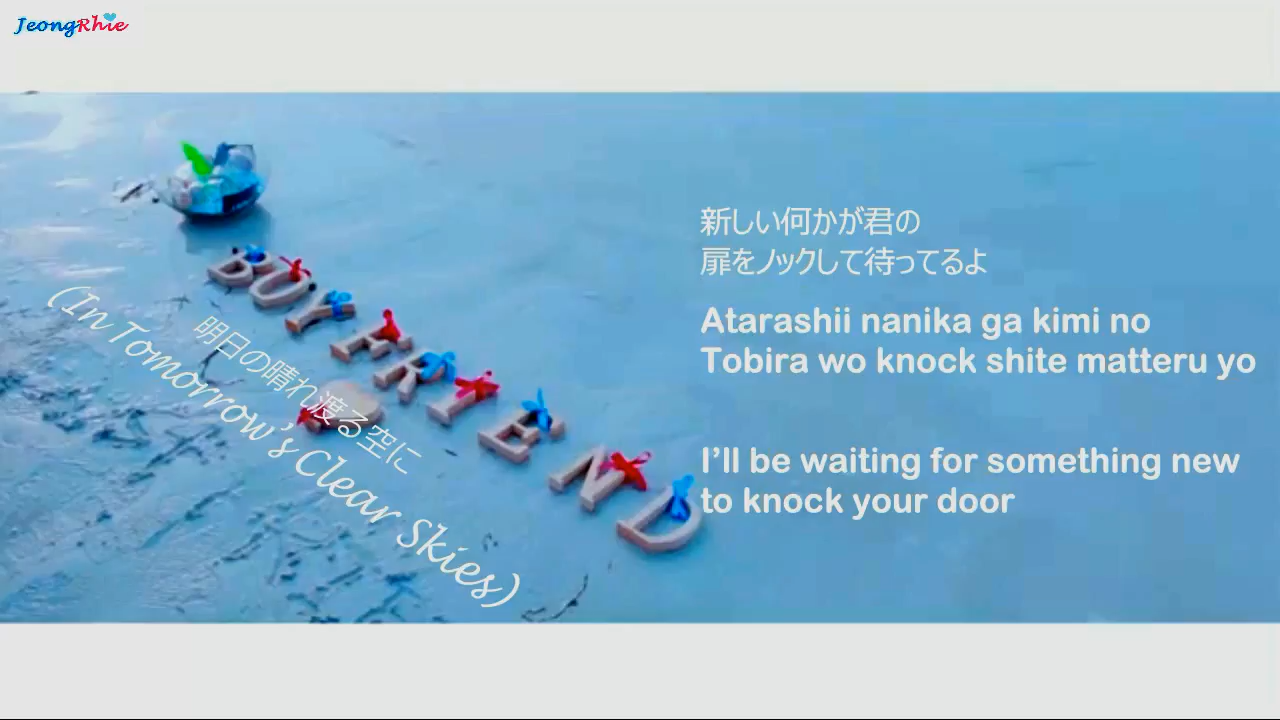 JeongRhie
BOYFRIEND
明日の晴れ渡る空に
(In Tomorrow's Clear Skies)
新しい何かが君の
扉をノックして待ってるよ
Atarashii nanika ga kimi no
Tobira wo knock shite matteru yo
I'll be waiting for something new
to knock your door